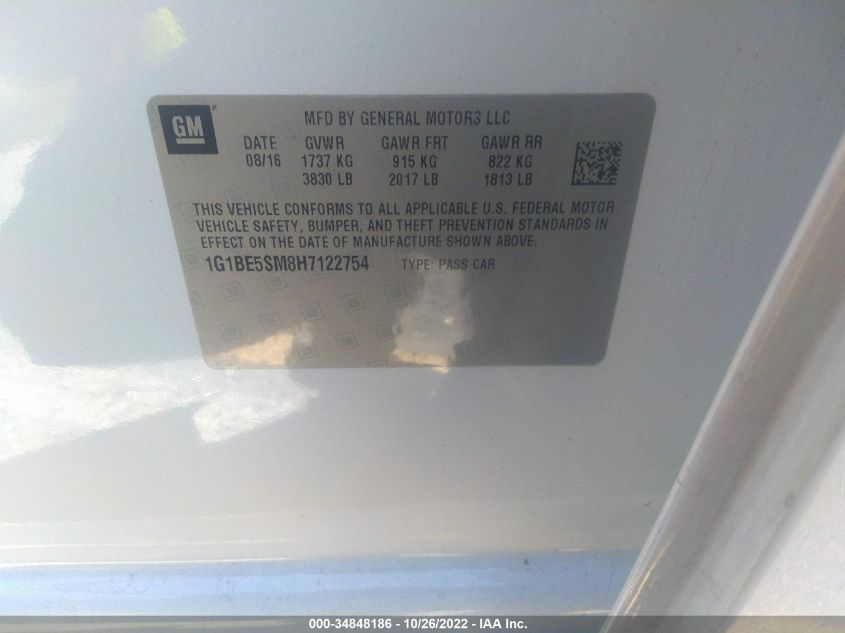 GM
MFD BY GENERAL MOTORS LLC
DATE GVWR GAWR FRT GAWR RR
08/16 1737 KG 915 KG 822 KG
3830 LB 2017 LB 1813 LB
THIS VEHICLE CONFORMS TO ALL APPLICABLE U.S. FEDERAL MOTOR
VEHICLE SAFETY, BUMPER, AND THEFT PREVENTION STANDARDS IN
EFFECT ON THE DATE OF MANUFACTURE SHOWN ABOVE.
1G1BE5SM8H7122754 TYPE: PASS CAR
000-34848186 - 10/26/2022 - IAA Inc.